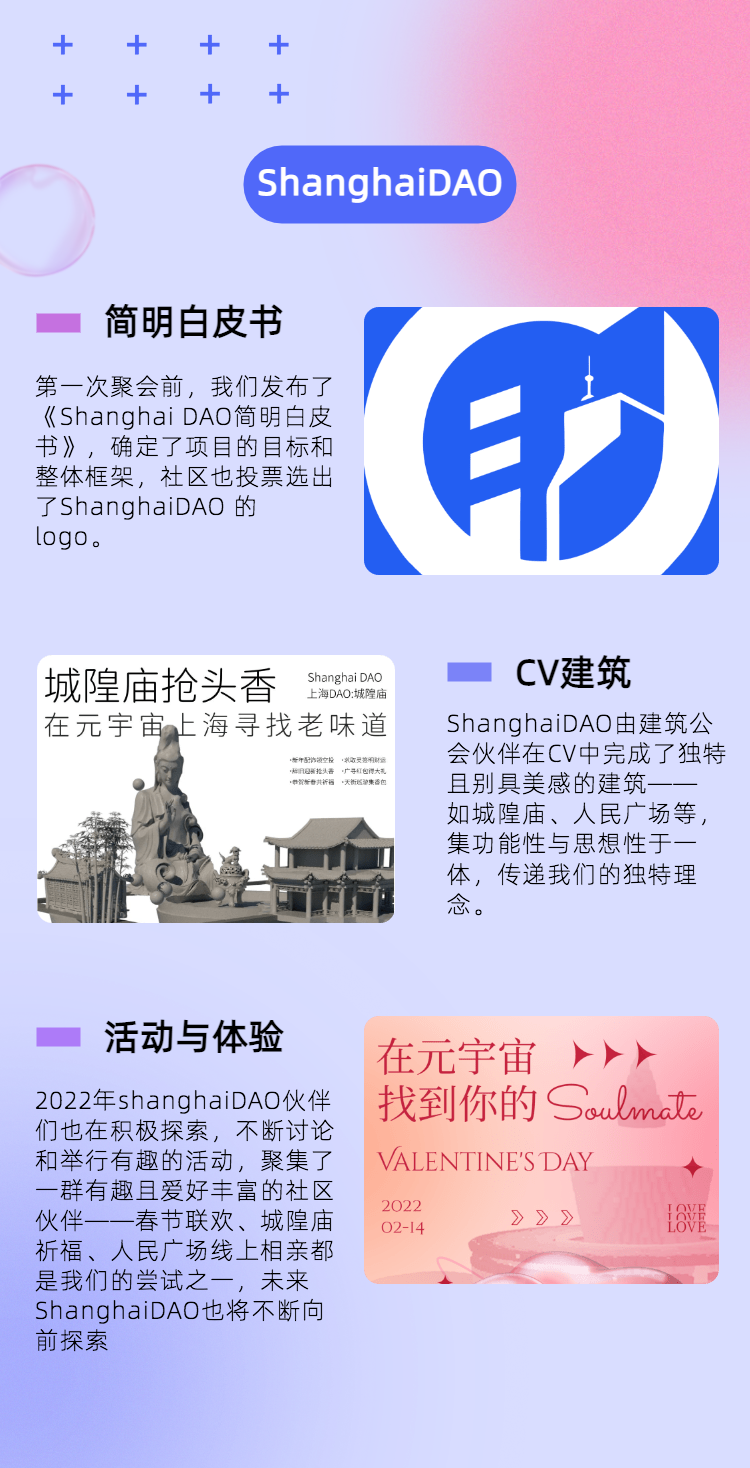 ShanghaiDAO
简明白皮书
第一次聚会前，我们发布了
《Shanghai DAO简明白皮
书》，确定了项目的目标和
整体框架，社区也投票选出
了ShanghaiDAO 的
logo。
城隍庙抢头香
Shanghai DAO
上海DAO:城隍庙
在元宇宙上海寻找老味道
CV建筑
ShanghaiDAO由建筑公
会伙伴在CV中完成了独特
且别具美感的建筑——
如城隍庙、人民广场等，
集功能性与思想性于一
体，传递我们的独特理
念。
活动与体验
2022年shanghaiDAO伙伴
们也在积极探索，不断讨论
和举行有趣的活动，聚集了
一群有趣且爱好丰富的社区
伙伴——春节联欢、城隍庙
祈福、人民广场线上相亲都
是我们的尝试之一，未来
ShanghaiDAO也将不断向
前探索
在元宇宙
找到你的 Soulmate
VALENTINE'S DAY
2022
02-14
LOVE
LOVE
LOVE